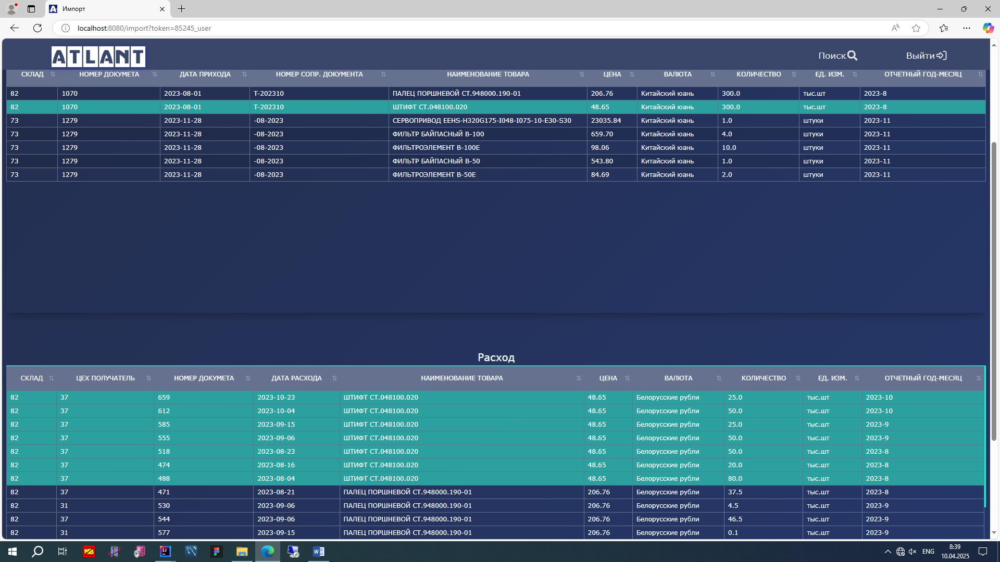 Импорт
localhost:8080/import?token=85245_user
ATLANT Поиск Выйти
СКЛАД НОМЕР ДОКУМЕТА ДАТА ПРИХОДА НОМЕР СОПР. ДОКУМЕНТА НАИМЕНОВАНИЕ ТОВАРА ЦЕНА ВАЛЮТА КОЛИЧЕСТВО ЕД. ИЗМ. ОТЧЕТНЫЙ ГОД-МЕСЯЦ
82 1070 2023-08-01 Т-202310 ПАЛЕЦ ПОРШНЕВОЙ СТ.948000.190-01 206.76 Китайский юань 300.0 тыс.шт 2023-8
82 1070 2023-08-01 Т-202310 ШТИФТ СТ.048100.020 48.65 Китайский юань 300.0 тыс.шт 2023-8
73 1279 2023-11-28 -08-2023 СЕРВОПРИВОД EEHS-H320G175-I048-I075-10-E30-S30 23035.84 Китайский юань 1.0 штуки 2023-11
73 1279 2023-11-28 -08-2023 ФИЛЬТР БАЙПАСНЫЙ В-100 659.70 Китайский юань 4.0 штуки 2023-11
73 1279 2023-11-28 -08-2023 ФИЛЬТРОЭЛЕМЕНТ В-100Е 98.06 Китайский юань 10.0 штуки 2023-11
73 1279 2023-11-28 -08-2023 ФИЛЬТР БАЙПАСНЫЙ В-50 543.80 Китайский юань 1.0 штуки 2023-11
73 1279 2023-11-28 -08-2023 ФИЛЬТРОЭЛЕМЕНТ В-50Е 84.69 Китайский юань 2.0 штуки 2023-11
Расход
СКЛАД ЦЕХ ПОЛУЧАТЕЛЬ НОМЕР ДОКУМЕТА ДАТА РАСХОДА НАИМЕНОВАНИЕ ТОВАРА ЦЕНА ВАЛЮТА КОЛИЧЕСТВО ЕД. ИЗМ. ОТЧЕТНЫЙ ГОД-МЕСЯЦ
82 37 659 2023-10-23 ШТИФТ СТ.048100.020 48.65 Белорусские рубли 25.0 тыс.шт 2023-10
82 37 612 2023-10-04 ШТИФТ СТ.048100.020 48.65 Белорусские рубли 50.0 тыс.шт 2023-10
82 37 585 2023-09-15 ШТИФТ СТ.048100.020 48.65 Белорусские рубли 25.0 тыс.шт 2023-9
82 37 555 2023-09-06 ШТИФТ СТ.048100.020 48.65 Белорусские рубли 50.0 тыс.шт 2023-9
82 37 518 2023-08-23 ШТИФТ СТ.048100.020 48.65 Белорусские рубли 50.0 тыс.шт 2023-8
82 37 474 2023-08-16 ШТИФТ СТ.048100.020 48.65 Белорусские рубли 20.0 тыс.шт 2023-8
82 37 488 2023-08-04 ШТИФТ СТ.048100.020 48.65 Белорусские рубли 80.0 тыс.шт 2023-8
82 37 471 2023-08-21 ПАЛЕЦ ПОРШНЕВОЙ СТ.948000.190-01 206.76 Белорусские рубли 37.5 тыс.шт 2023-8
82 31 530 2023-09-06 ПАЛЕЦ ПОРШНЕВОЙ СТ.948000.190-01 206.76 Белорусские рубли 4.5 тыс.шт 2023-9
82 37 544 2023-09-06 ПАЛЕЦ ПОРШНЕВОЙ СТ.948000.190-01 206.76 Белорусские рубли 46.5 тыс.шт 2023-9
82 31 577 2023-09-15 ПАЛЕЦ ПОРШНЕВОЙ СТ.948000.190-01 206.76 Белорусские рубли 0.1 тыс.шт 2023-9
ENG
8:39
10.04.2025